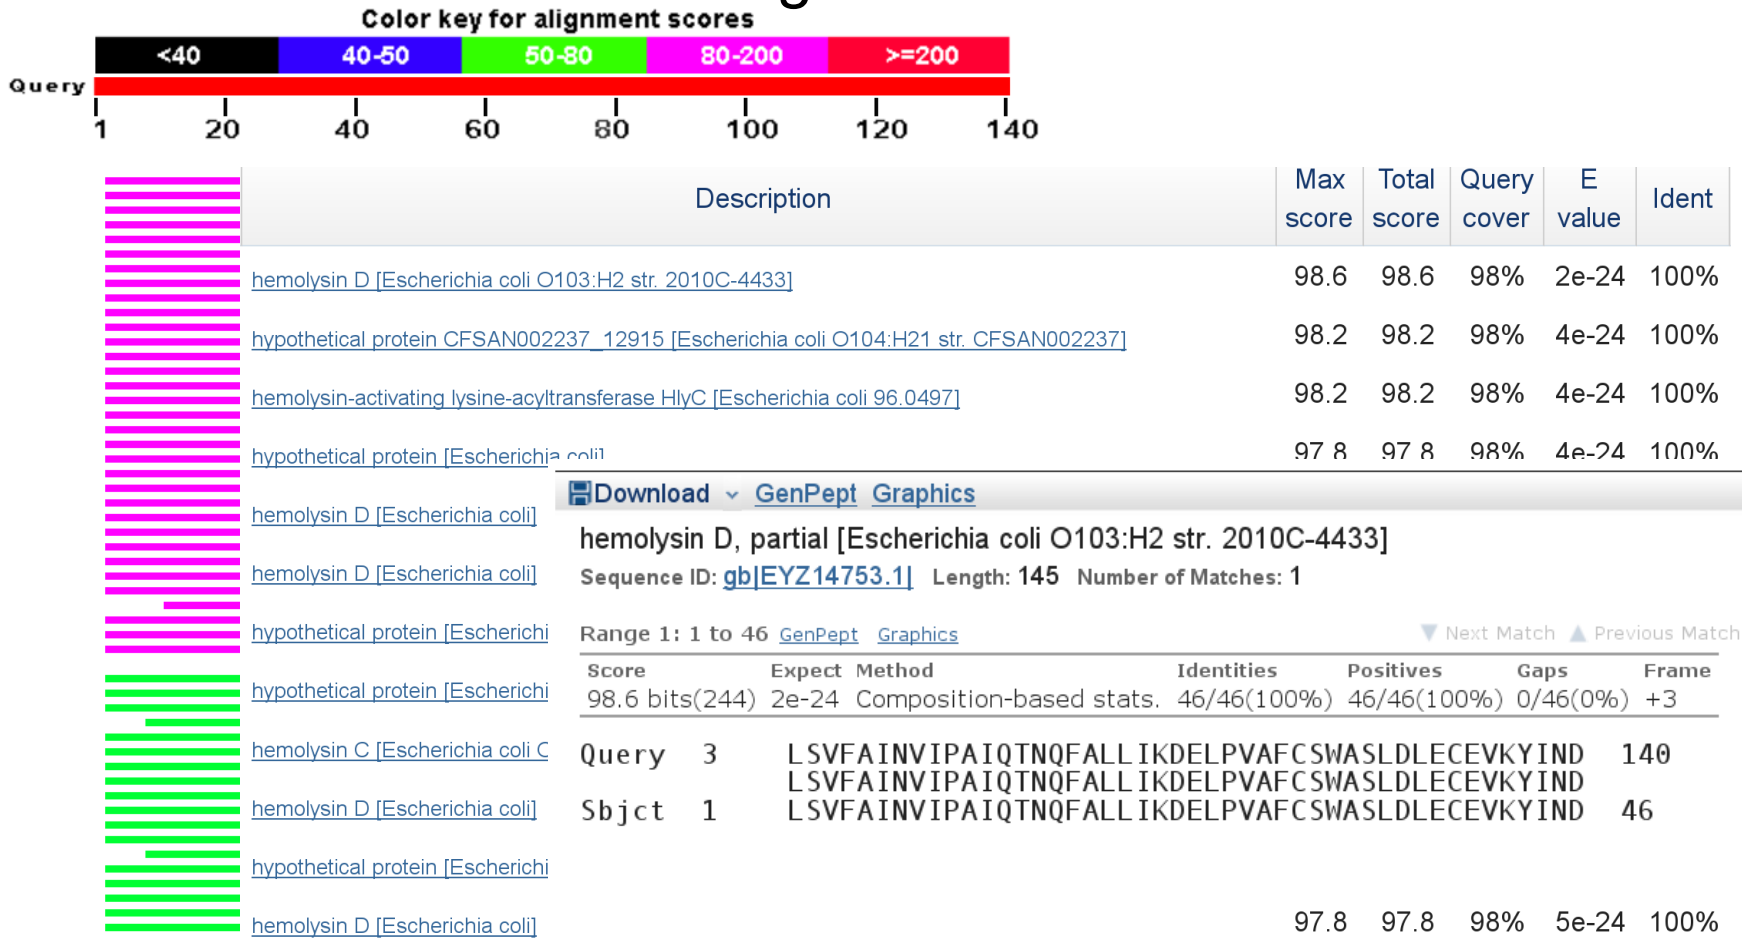 g
Color key for alignment scores
<40 40-50 50-80 80-200 >=200
Query
1 20 40 60 80 100 120 140
Description Max score Total score Query cover E value Ident
hemolysin D [Escherichia coli O103:H2 str. 2010C-4433] 98.6 98.6 98% 2e-24 100%
hypothetical protein CFSAN002237_12915 [Escherichia coli O104:H21 str. CFSAN002237] 98.2 98.2 98% 4e-24 100%
hemolysin-activating lysine-acyltransferase HlyC [Escherichia coli 96.0497] 98.2 98.2 98% 4e-24 100%
hypothetical protein [Escherichia coli] 97.8 97.8 98% 4e-24 100%
hemolysin D [Escherichia coli]
hemolysin D [Escherichia coli]
hypothetical protein [Escherichi
hypothetical protein [Escherichi
hemolysin C [Escherichia coli O
hemolysin D [Escherichia coli]
hypothetical protein [Escherichi
hemolysin D [Escherichia coli] 97.8 97.8 98% 5e-24 100%
Download GenPept Graphics
hemolysin D, partial [Escherichia coli O103:H2 str. 2010C-4433]
Sequence ID: gb|EYZ14753.1| Length: 145 Number of Matches: 1
Range 1: 1 to 46 GenPept Graphics Next Match Previous Match
Score Expect Method Identities Positives Gaps Frame
98.6 bits(244) 2e-24 Composition-based stats. 46/46(100%) 46/46(100%) 0/46(0%) +3
Query 3 LSVFAINVIPAIQTNQFALLIKDELPVAFCSWASLDLECEVKYIND 140
LSVFAINVIPAIQTNQFALLIKDELPVAFCSWASLDLECEVKYIND
Sbjct 1 LSVFAINVIPAIQTNQFALLIKDELPVAFCSWASLDLECEVKYIND 46